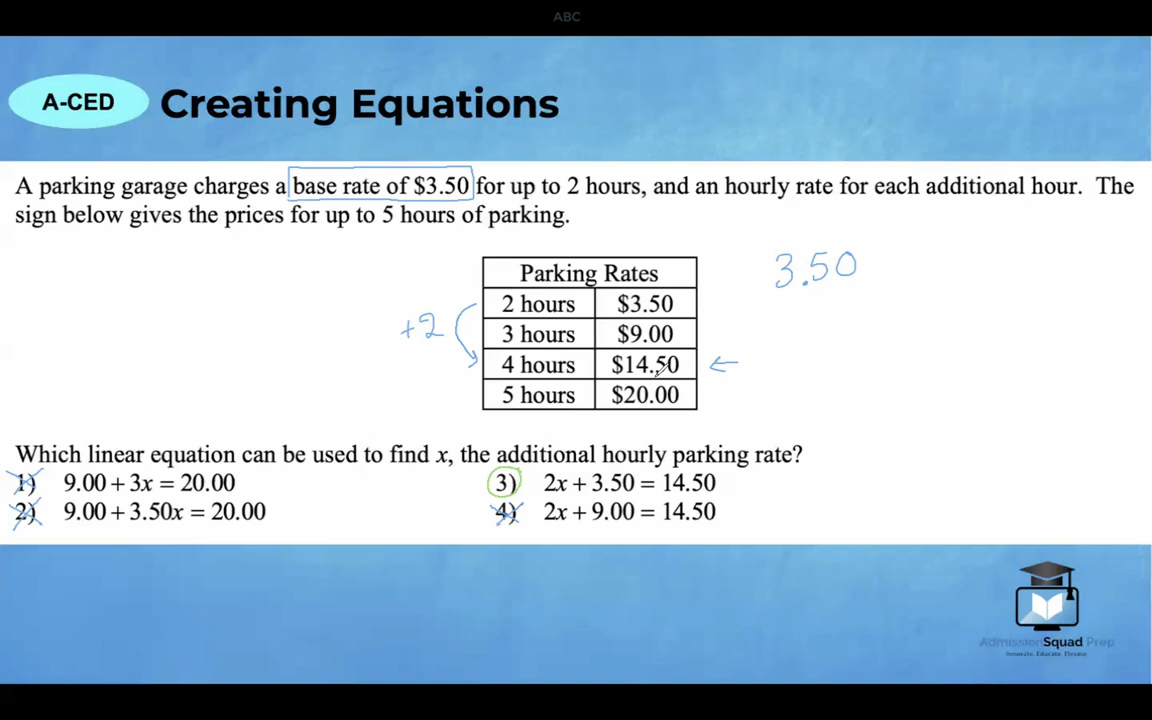 ABC
A-CED Creating Equations
A parking garage charges a base rate of $3.50 for up to 2 hours, and an hourly rate for each additional hour. The
sign below gives the prices for up to 5 hours of parking.
3.50
Parking Rates
2 hours $3.50
+2
3 hours $9.00
4 hours $14.50
5 hours $20.00
Which linear equation can be used to find x, the additional hourly parking rate?
1) 9.00 + 3x = 20.00 3) 2x + 3.50 = 14.50
2) 9.00 + 3.50x = 20.00 4) 2x + 9.00 = 14.50
AdmissionSquad Prep
Innovate. Educate. Elevate.